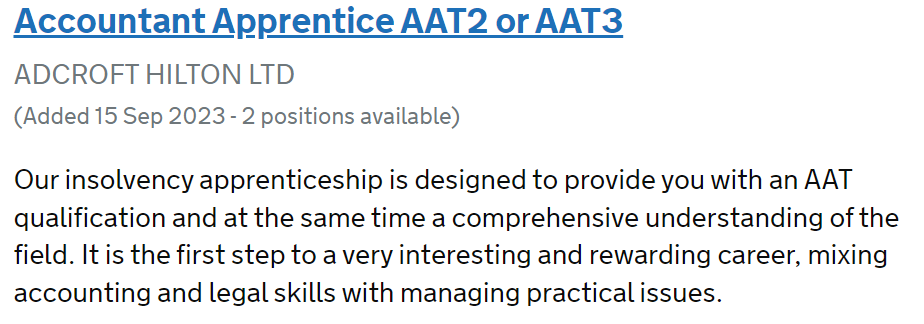 Accountant Apprentice AAT2 or AAT3
ADCROFT HILTON LTD
(Added 15 Sep 2023 - 2 positions available)
Our insolvency apprenticeship is designed to provide you with an AAT
qualification and at the same time a comprehensive understanding of the
field. It is the first step to a very interesting and rewarding career, mixing
accounting and legal skills with managing practical issues.